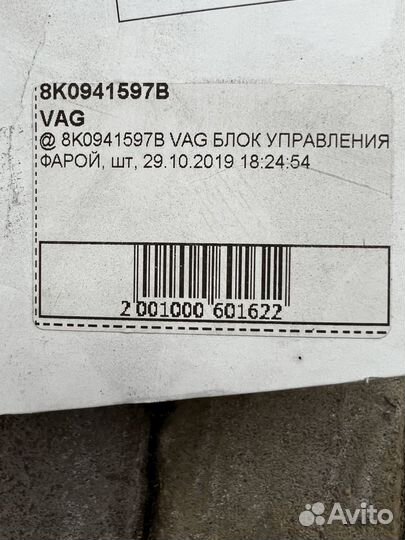 8K0941597B
VAG
@ 8K0941597B VAG БЛОК УПРАВЛЕНИЯ
ФАРОЙ, шт, 29.10.2019 18:24:54
2 001000 601622
Avito